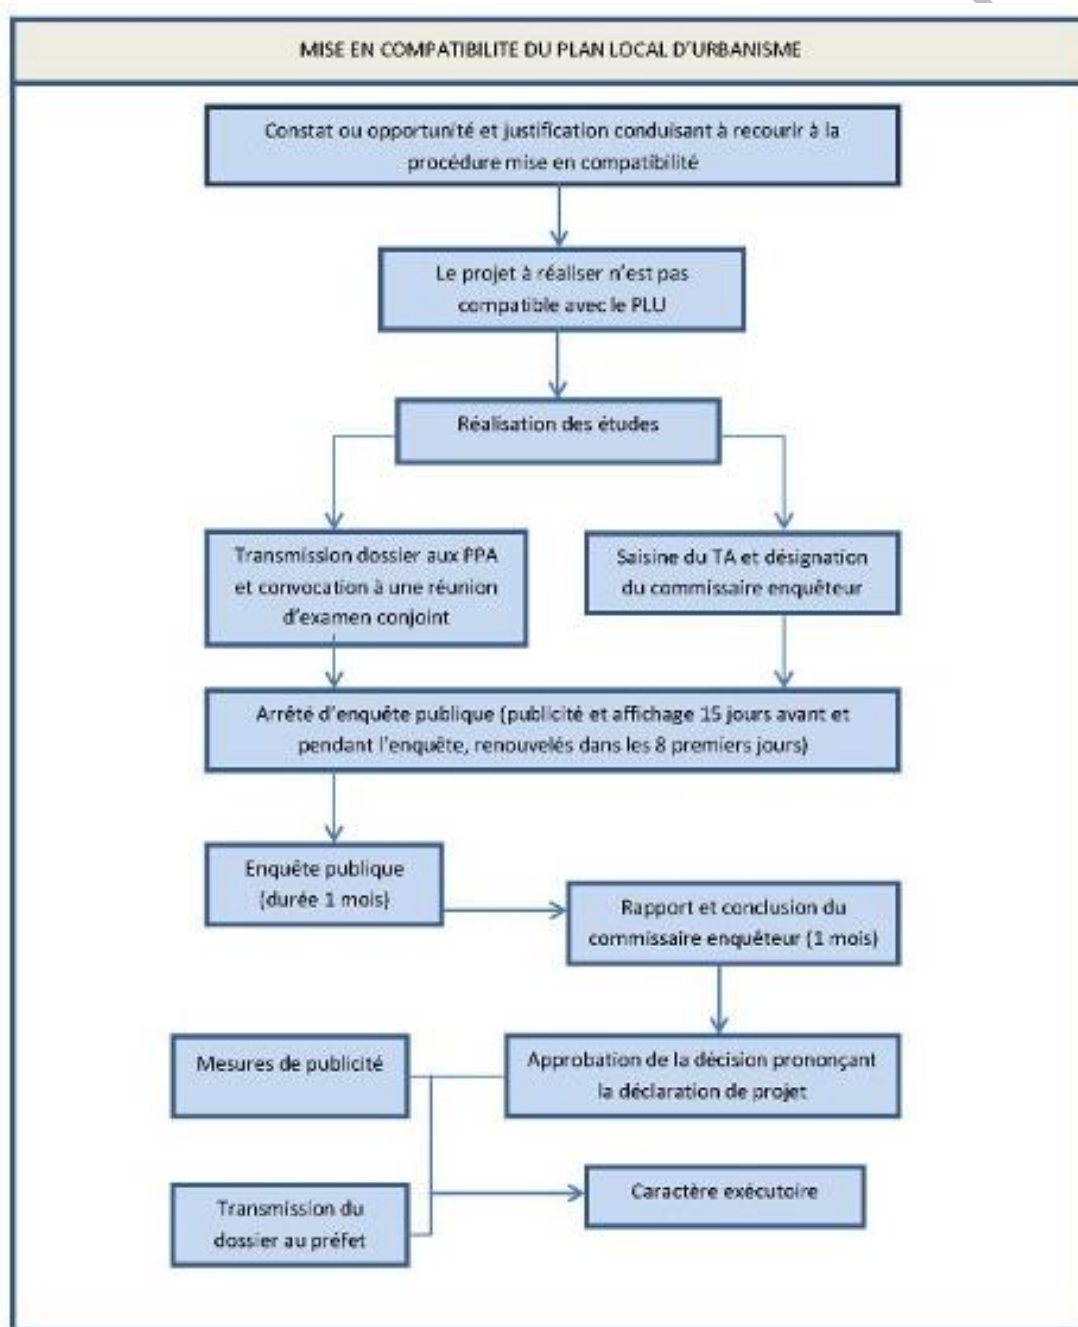 MISE EN COMPATIBILITE DU PLAN LOCAL D'URBANISME
Constat ou opportunité et justification conduisant à recourir à la
procédure mise en compatibilité
Le projet à réaliser n'est pas
compatible avec le PLU
Réalisation des études
Transmission dossier aux PPA
et convocation à une réunion
d'examen conjoint
Saisine du TA et désignation
du commissaire enquêteur
Arrêté d'enquête publique (publicité et affichage 15 jours avant et
pendant l'enquête, renouvelés dans les 8 premiers jours)
Enquête publique
(durée 1 mois)
Rapport et conclusion du
commissaire enquêteur (1 mois)
Mesures de publicité
Approbation de la décision prononçant
la déclaration de projet
Transmission du
dossier au préfet
Caractère exécutoire